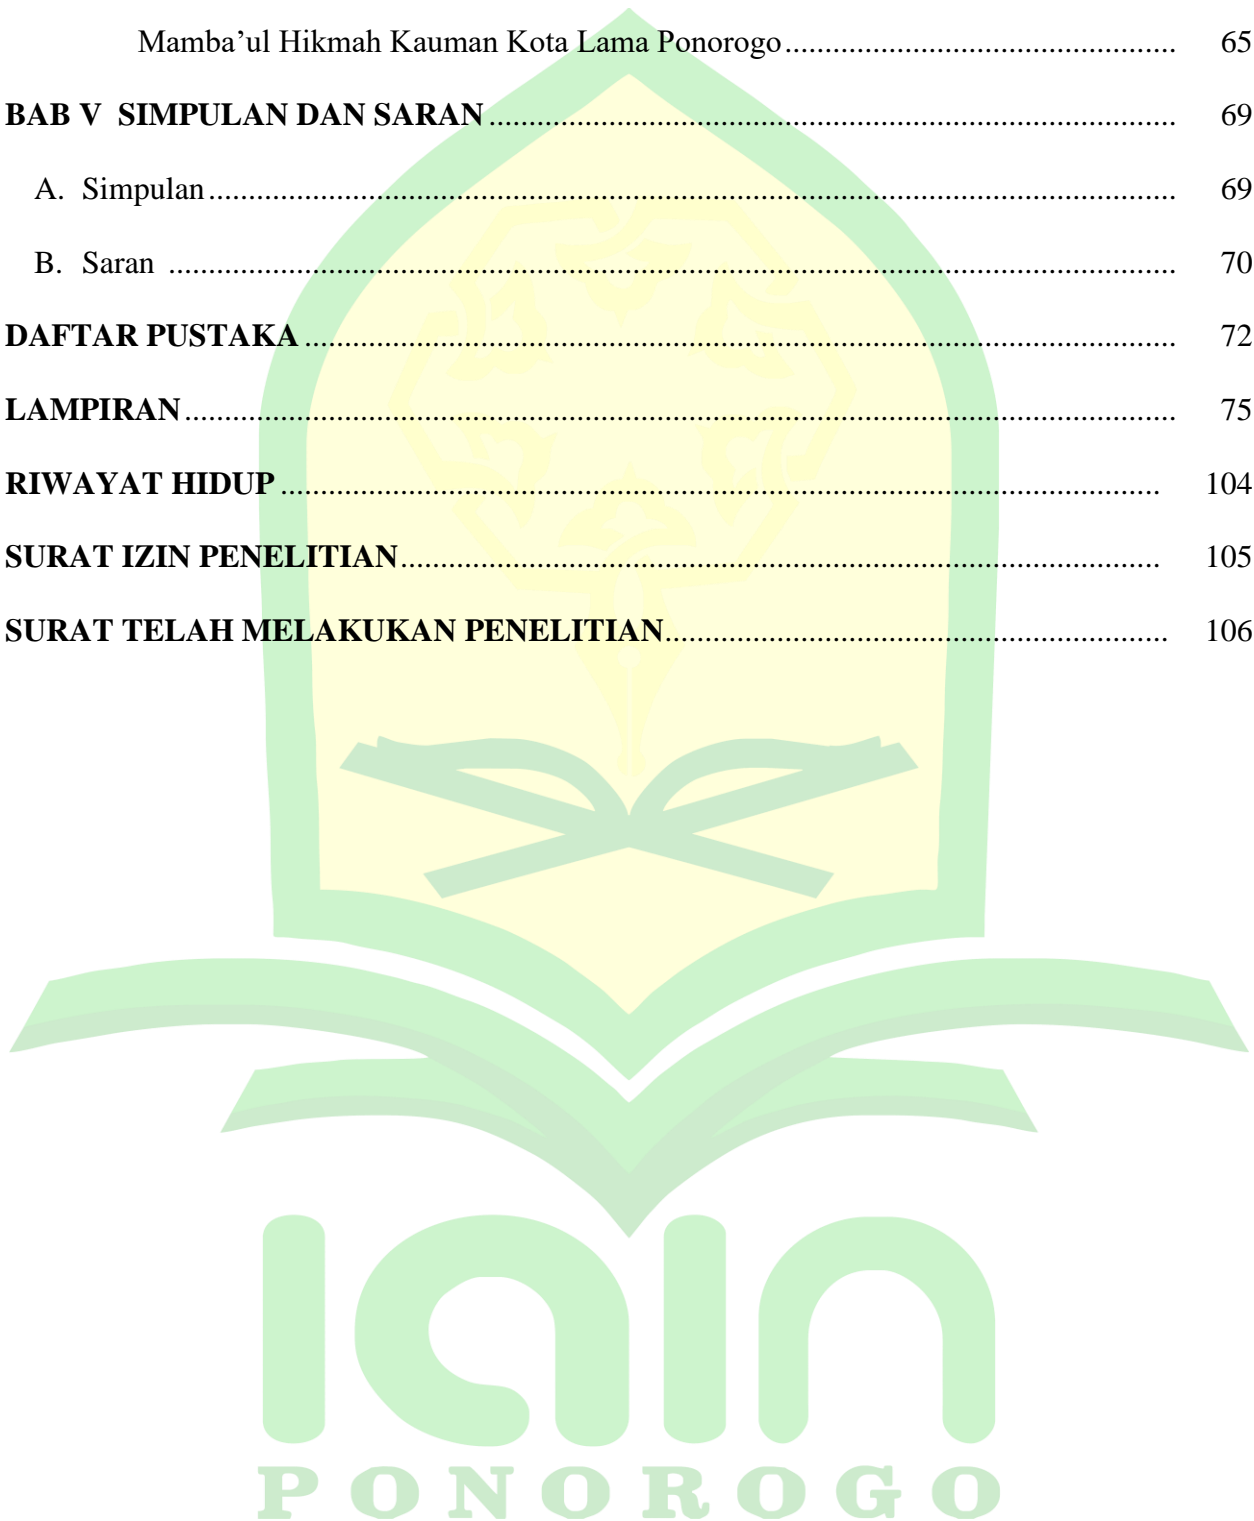 Mamba’ul Hikmah Kauman Kota Lama Ponorogo ................................................. 65
BAB V SIMPULAN DAN SARAN ...................................................................................... 69
A. Simpulan ......................................................................................................................... 69
B. Saran .............................................................................................................................. 70
DAFTAR PUSTAKA ............................................................................................................. 72
LAMPIRAN ............................................................................................................................ 75
RIWAYAT HIDUP .............................................................................................................. 104
SURAT IZIN PENELITIAN ............................................................................................... 105
SURAT TELAH MELAKUKAN PENELITIAN ............................................................... 106
iain
PONOROGO